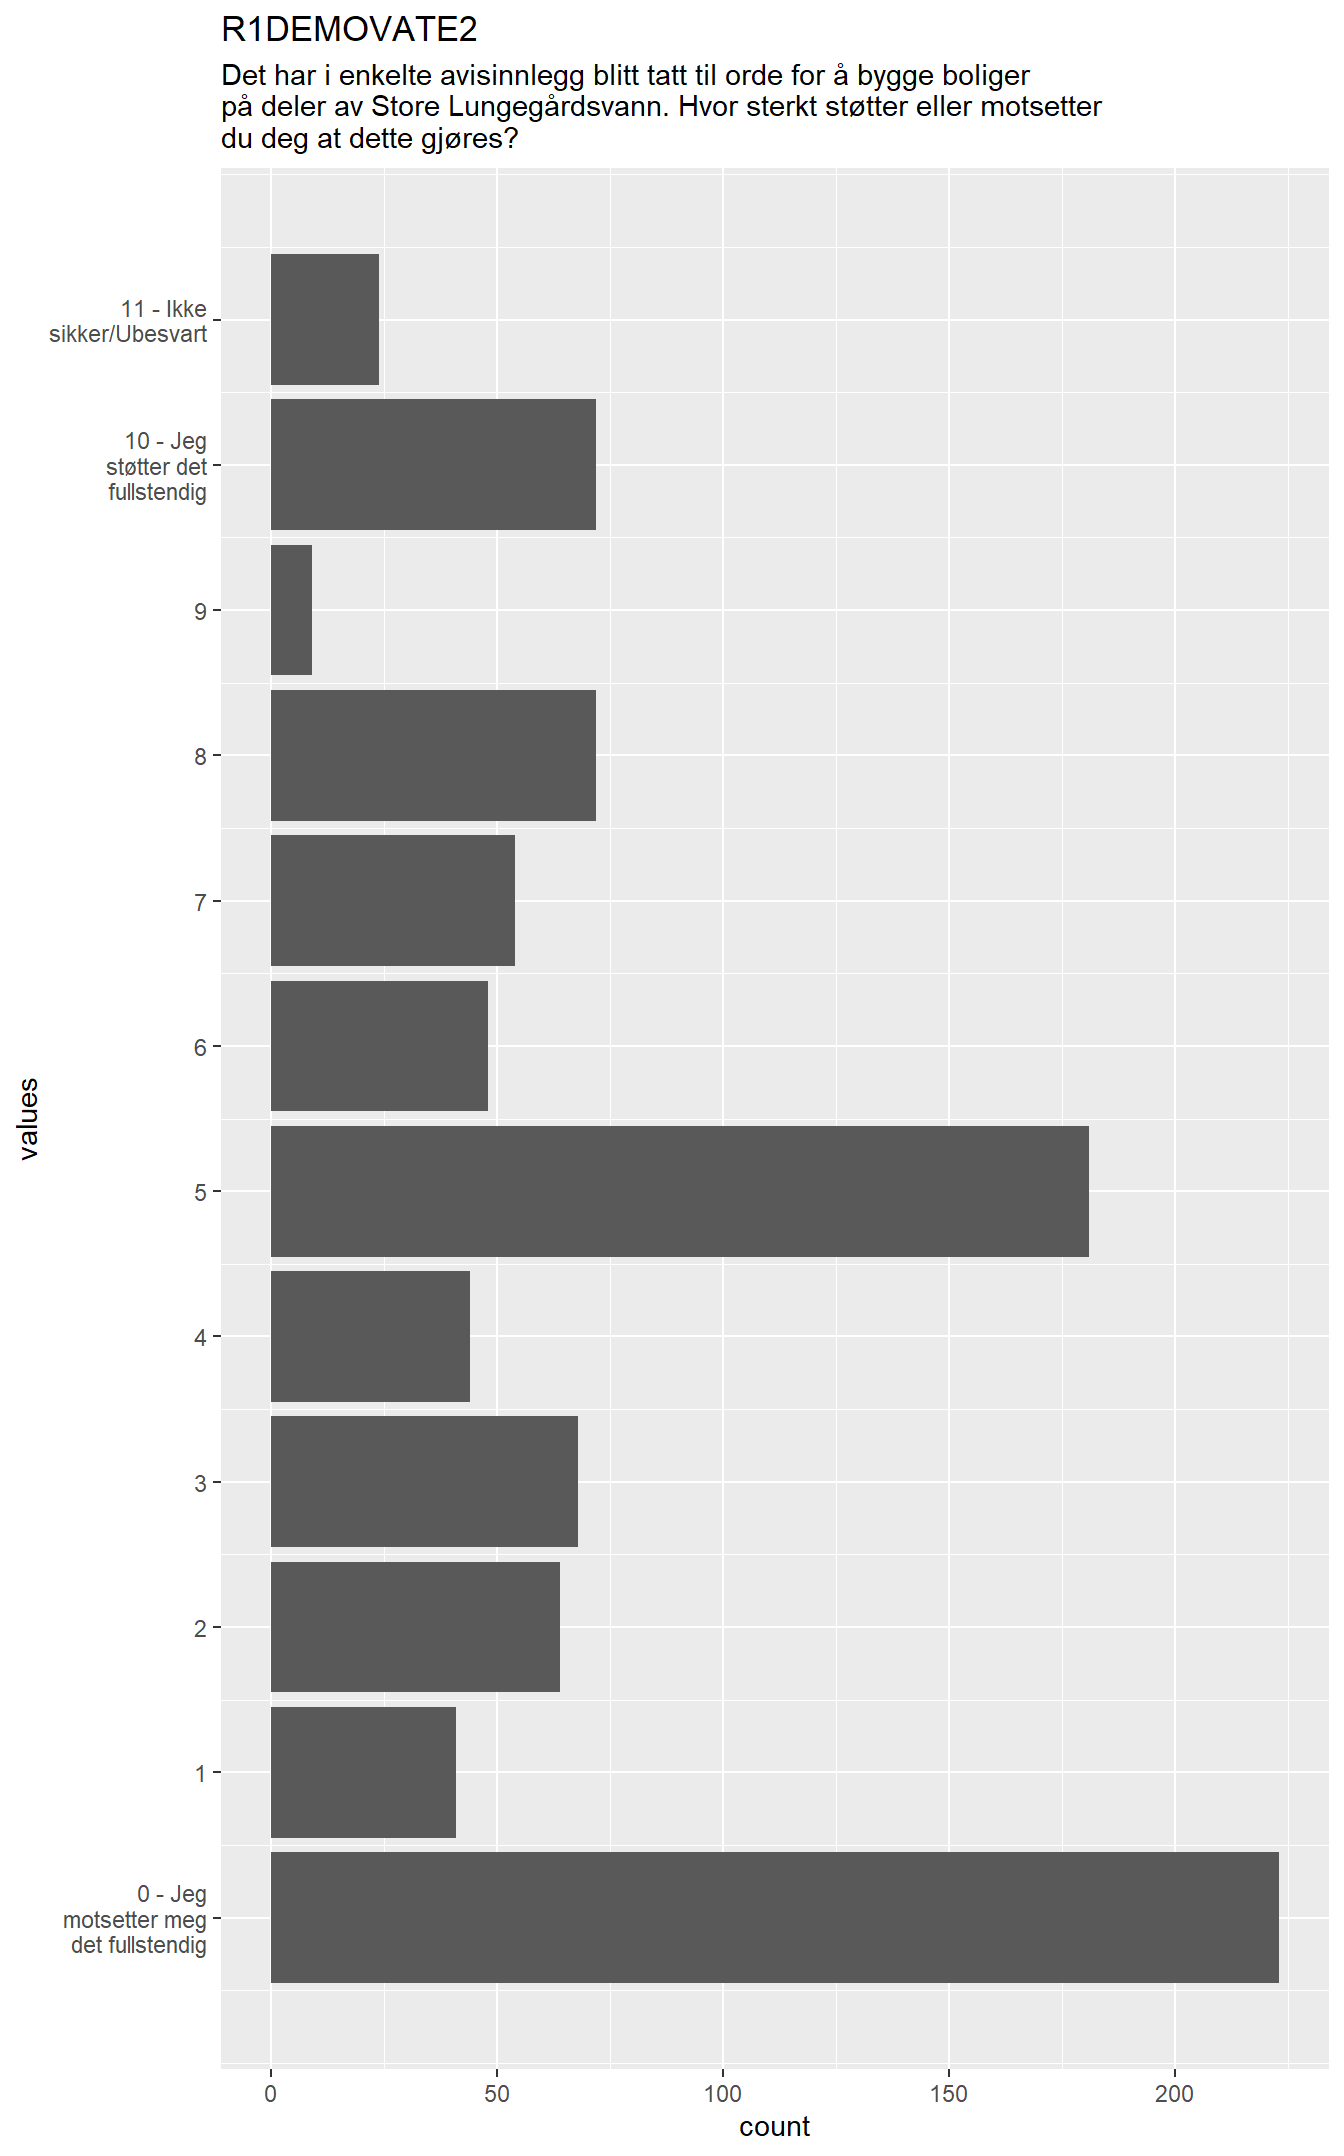 R1DEMOVATE2
Det har i enkelte avisinnlegg blitt tatt til orde for å bygge boliger
på deler av Store Lungegårdsvann. Hvor sterkt støtter eller motsetter
du deg at dette gjøres?
11 - Ikke
sikker/Ubesvart
10 - Jeg
støtter det
fullstendig
9
8
7
6
5
4
3
2
1
0 - Jeg
motsetter meg
det fullstendig
values
0 50 100 150 200
count